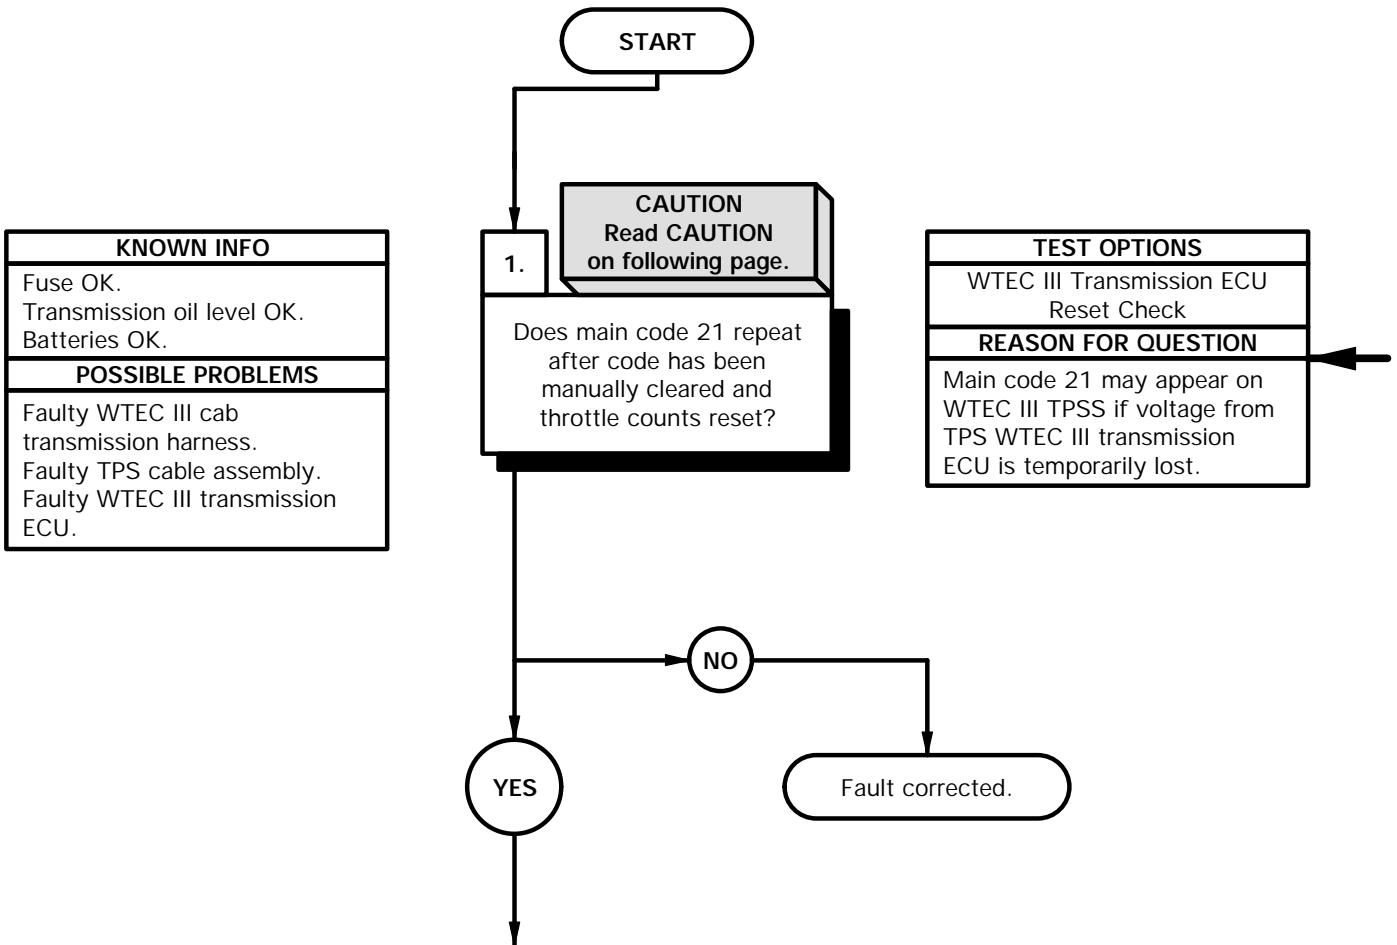 START
CAUTION
Read CAUTION
on following page.
1.
Does main code 21 repeat
after code has been
manually cleared and
throttle counts reset?
KNOWN INFO
Fuse OK.
Transmission oil level OK.
Batteries OK.
POSSIBLE PROBLEMS
Faulty WTEC III cab
transmission harness.
Faulty TPS cable assembly.
Faulty WTEC III transmission
ECU.
TEST OPTIONS
WTEC III Transmission ECU
Reset Check
REASON FOR QUESTION
Main code 21 may appear on
WTEC III TPSS if voltage from
TPS WTEC III transmission
ECU is temporarily lost.
NO
YES
Fault corrected.